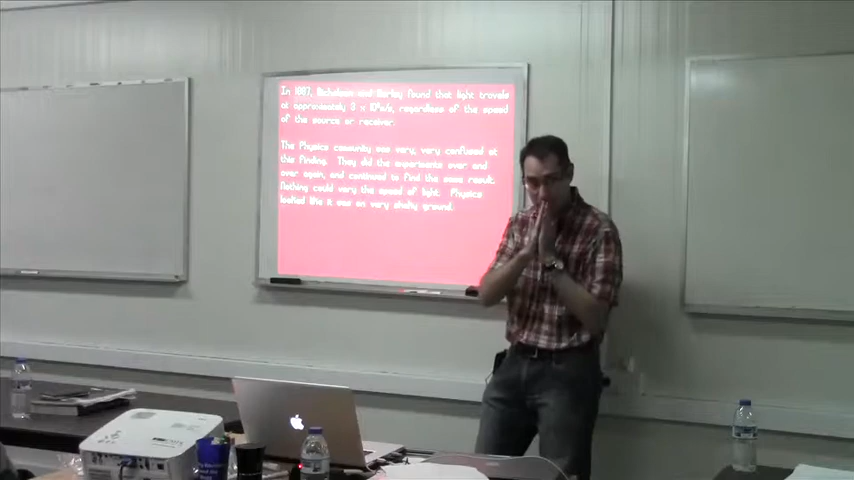 In 1887, Michelson and Morley found that light travels
at approximately 3 x 10⁸m/s, regardless of the speed
of the source or receiver.
The Physics community was very, very confused at
this finding. They did the experiments over and
over again, and continued to find the same result.
Nothing could vary the speed of light. Physics
looked like it was on very shaky ground.